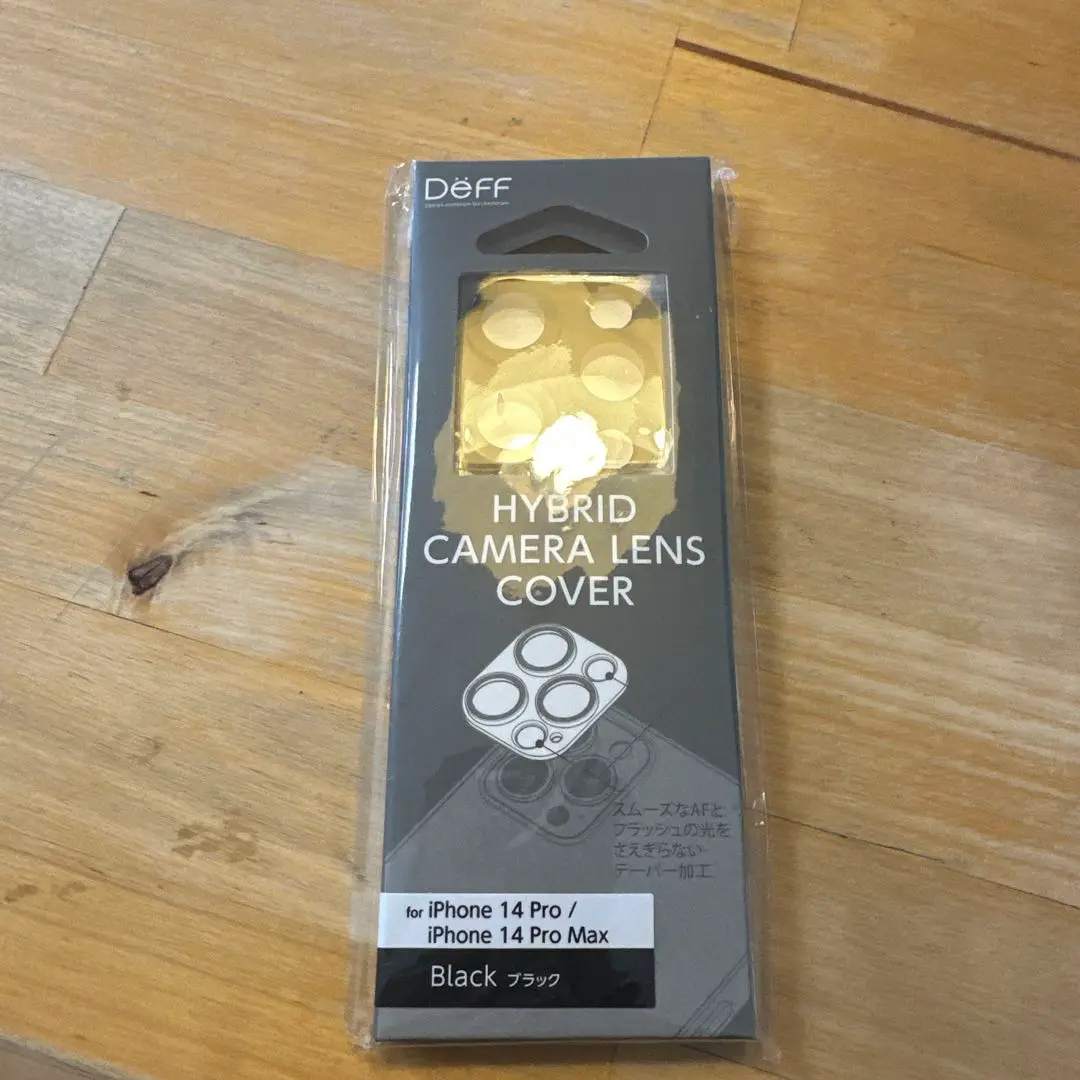 Dëff
HYBRID
CAMERA LENS
COVER
スムーズなAFと
フラッシュの光を
さえぎらない
テーパー加工
for iPhone 14 Pro /
iPhone 14 Pro Max
Black ブラック